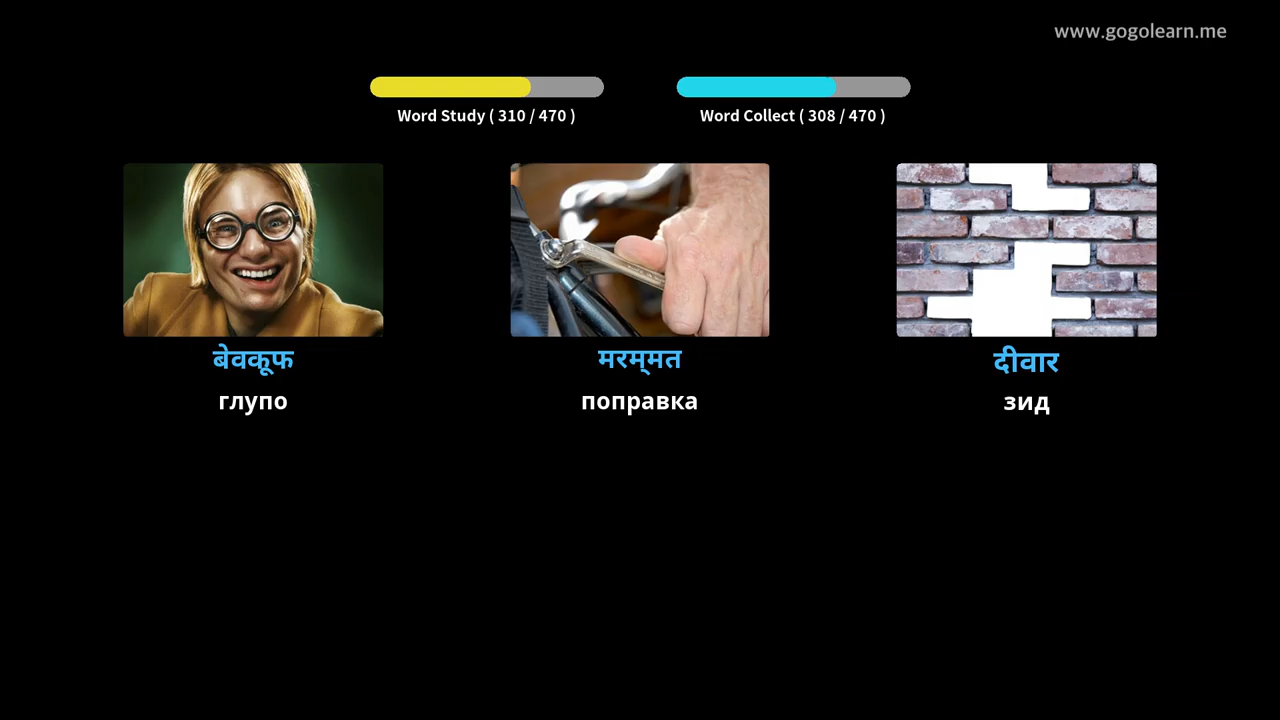 www.gogolearn.me
Word Study ( 310 / 470 )
Word Collect ( 308 / 470 )
बेवकूफ
मरम्मत
दीवार
глупо
поправка
зид